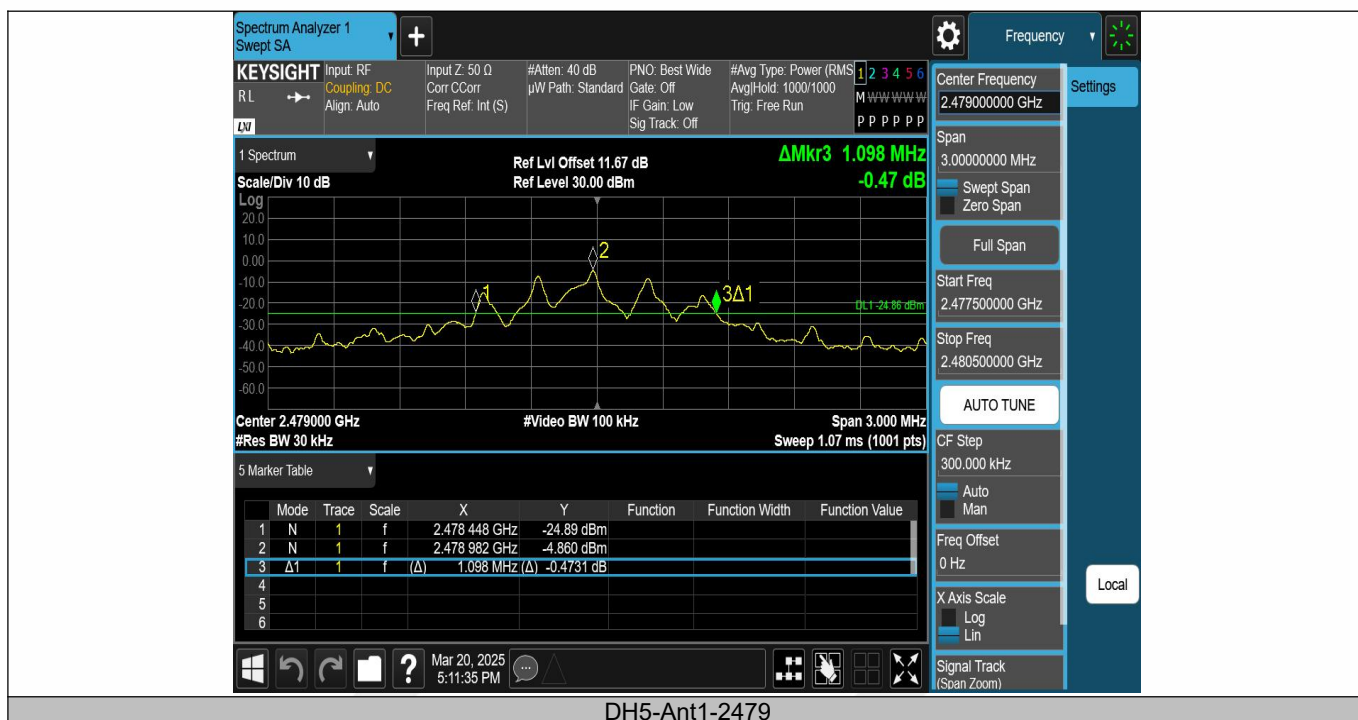 Spectrum Analyzer 1
Swept SA
+
Frequency
KEYSIGHT
RL
LXI
Input: RF
Coupling: DC
Align: Auto
Input Z: 50 Ω
Corr CCorr
Freq Ref: Int (S)
#Atten: 40 dB
µW Path: Standard
PNO: Best Wide
Gate: Off
IF Gain: Low
Sig Track: Off
#Avg Type: Power (RMS
Avg|Hold: 1000/1000
Trig: Free Run
1 2 3 4 5 6
M W W W W W
P P P P P P
1 Spectrum
Scale/Div 10 dB
Ref Lvl Offset 11.67 dB
Ref Level 30.00 dBm
ΔMkr3 1.098 MHz
-0.47 dB
Log
20.0
10.0
0.00
-10.0
-20.0
-30.0
-40.0
-50.0
-60.0
1
2
3Δ1
DL1 -24.86 dBm
Center 2.479000 GHz
#Video BW 100 kHz
Span 3.000 MHz
#Res BW 30 kHz
Sweep 1.07 ms (1001 pts)
5 Marker Table
Mode Trace Scale X Y Function Function Width Function Value
1 N 1 f 2.478 448 GHz -24.89 dBm
2 N 1 f 2.478 982 GHz -4.860 dBm
3 Δ1 1 f (Δ) 1.098 MHz (Δ) -0.4731 dB
4
5
6
Center Frequency
2.479000000 GHz
Settings
Span
3.00000000 MHz
Swept Span
Zero Span
Full Span
Start Freq
2.477500000 GHz
Stop Freq
2.480500000 GHz
AUTO TUNE
CF Step
300.000 kHz
Auto
Man
Freq Offset
0 Hz
X Axis Scale
Log
Lin
Local
Signal Track
(Span Zoom)
?
Mar 20, 2025
5:11:35 PM
DH5-Ant1-2479